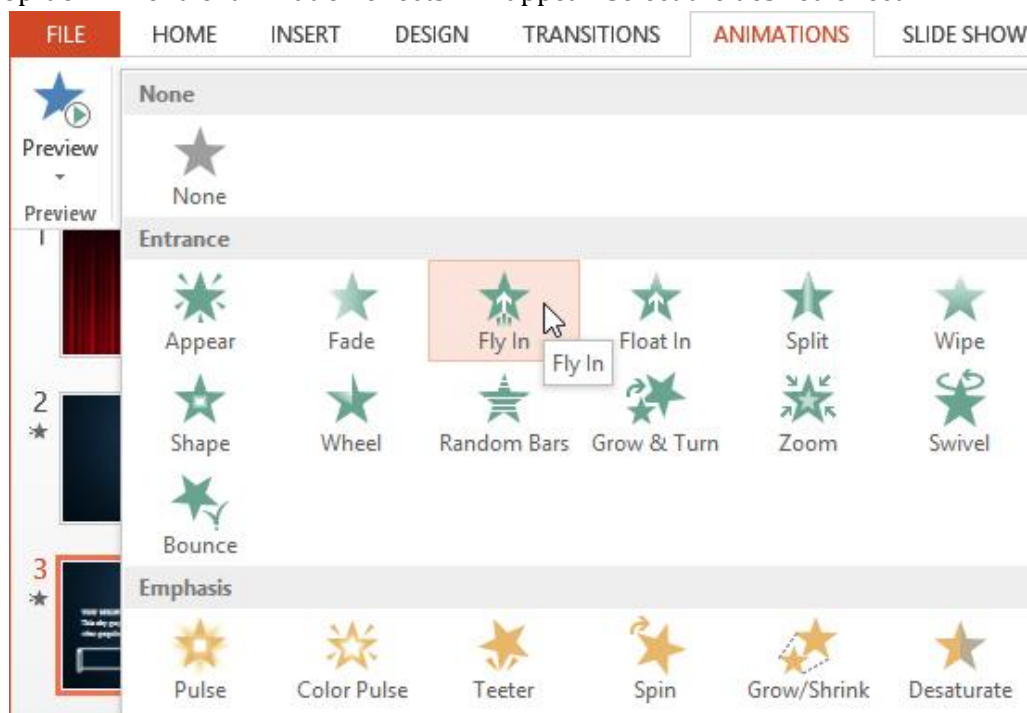 FILE HOME INSERT DESIGN TRANSITIONS ANIMATIONS SLIDE SHOW
None
Preview
None
Preview
Entrance
1
Appear Fade Fly In Float In Split Wipe
Fly In
2
Shape Wheel Random Bars Grow & Turn Zoom Swivel
Bounce
3
Emphasis
Pulse Color Pulse Teeter Spin Grow/Shrink Desaturate